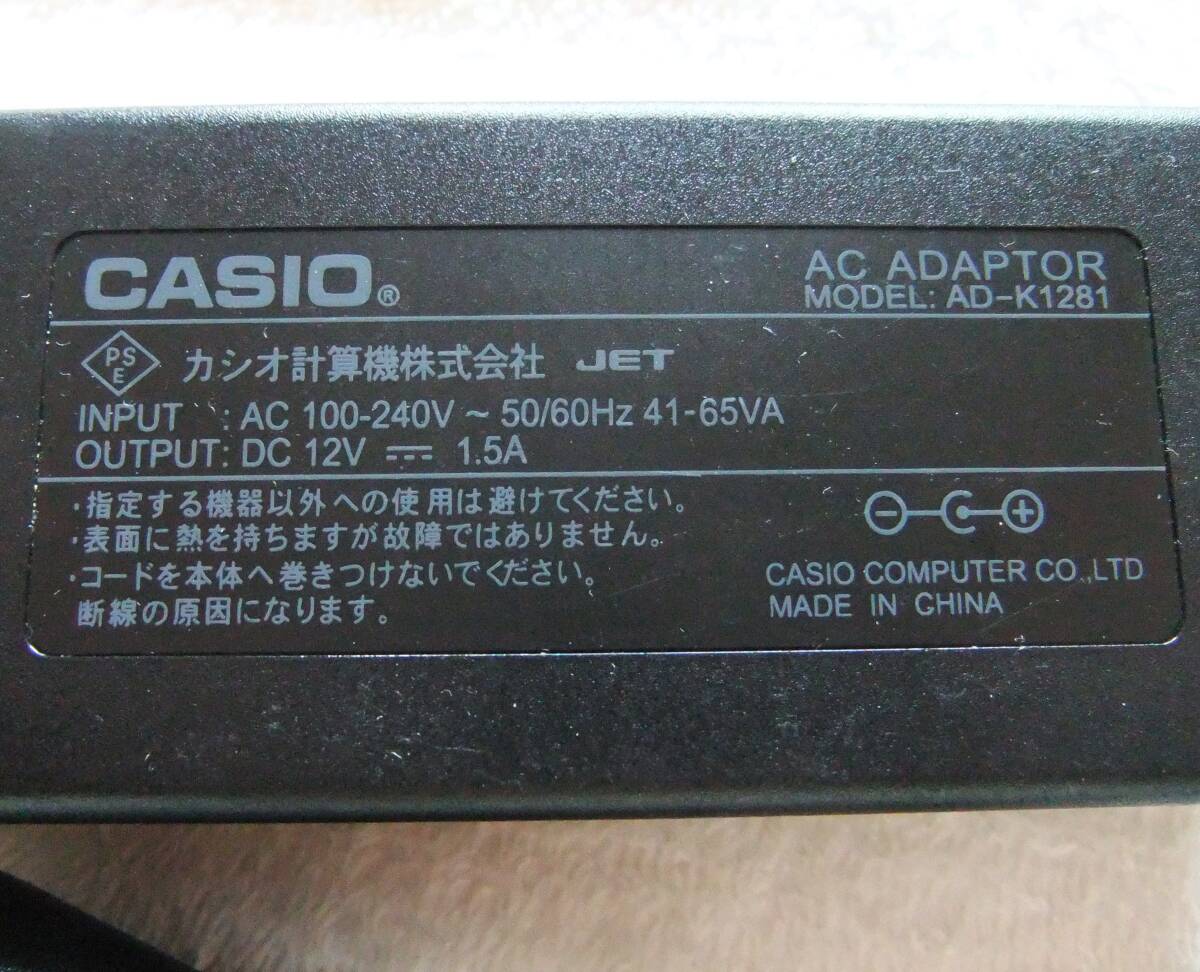 CASIO®
AC ADAPTOR
MODEL: AD-K1281
PSE カシオ計算機株式会社 JET
INPUT : AC 100-240V ~ 50/60Hz 41-65VA
OUTPUT: DC 12V ⎓ 1.5A
・指定する機器以外への使用は避けてください。
・表面に熱を持ちますが故障ではありません。
・コードを本体へ巻きつけないでください。
断線の原因になります。
CASIO COMPUTER CO.,LTD
MADE IN CHINA